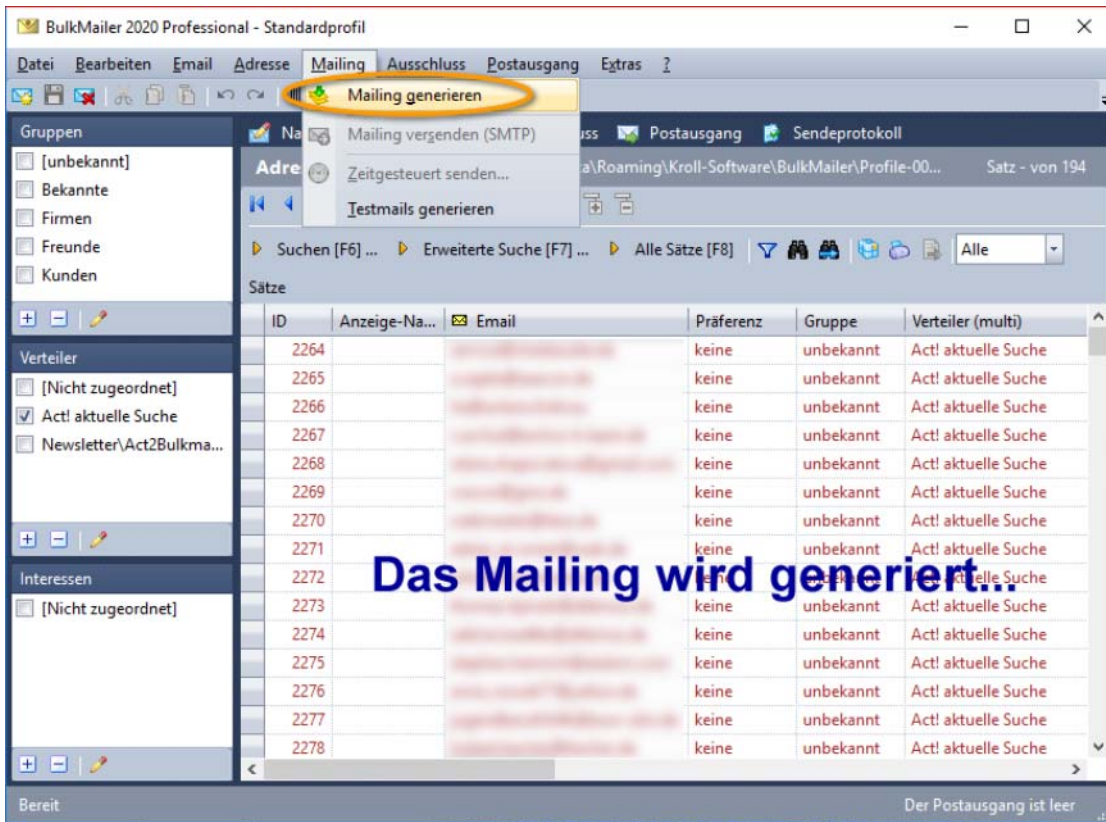 BulkMailer 2020 Professional - Standardprofil
Datei Bearbeiten Email Adresse Mailing Ausschluss Postausgang Extras ?
Mailing generieren
Mailing versenden (SMTP)
Zeitgesteuert senden...
Testmails generieren
Gruppen
[unbekannt]
Bekannte
Firmen
Freunde
Kunden
Verteiler
[Nicht zugeordnet]
Act! aktuelle Suche
Newsletter\Act2Bulkma...
Interessen
[Nicht zugeordnet]
Na uss Postausgang Sendeprotokoll
Adre a\Roaming\Kroll-Software\BulkMailer\Profile-00... Satz - von 194
Suchen [F6] ... Erweiterte Suche [F7] ... Alle Sätze [F8] Alle
Sätze
ID Anzeige-Na... Email Präferenz Gruppe Verteiler (multi)
2264 keine unbekannt Act! aktuelle Suche
2265 keine unbekannt Act! aktuelle Suche
2266 keine unbekannt Act! aktuelle Suche
2267 keine unbekannt Act! aktuelle Suche
2268 keine unbekannt Act! aktuelle Suche
2269 keine unbekannt Act! aktuelle Suche
2270 keine unbekannt Act! aktuelle Suche
2271 keine unbekannt Act! aktuelle Suche
Das Mailing wird generiert...
2272 keine unbekannt Act! aktuelle Suche
2273 keine unbekannt Act! aktuelle Suche
2274 keine unbekannt Act! aktuelle Suche
2275 keine unbekannt Act! aktuelle Suche
2276 keine unbekannt Act! aktuelle Suche
2277 keine unbekannt Act! aktuelle Suche
2278 keine unbekannt Act! aktuelle Suche
Bereit Der Postausgang ist leer